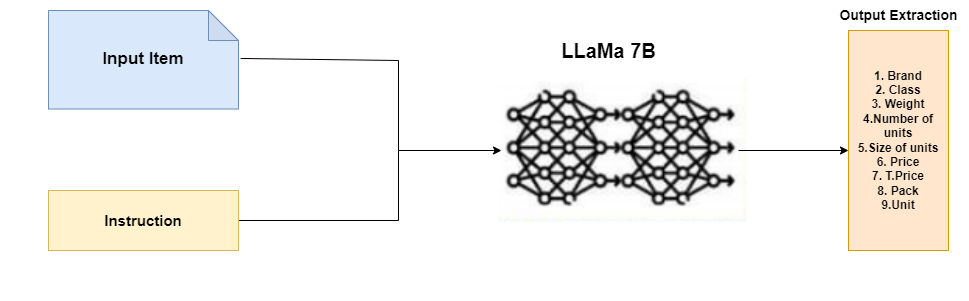 Output Extraction
Input Item
LLaMa 7B
1. Brand
2. Class
3. Weight
4.Number of
units
5.Size of units
6. Price
7. T.Price
8. Pack
9.Unit
Instruction